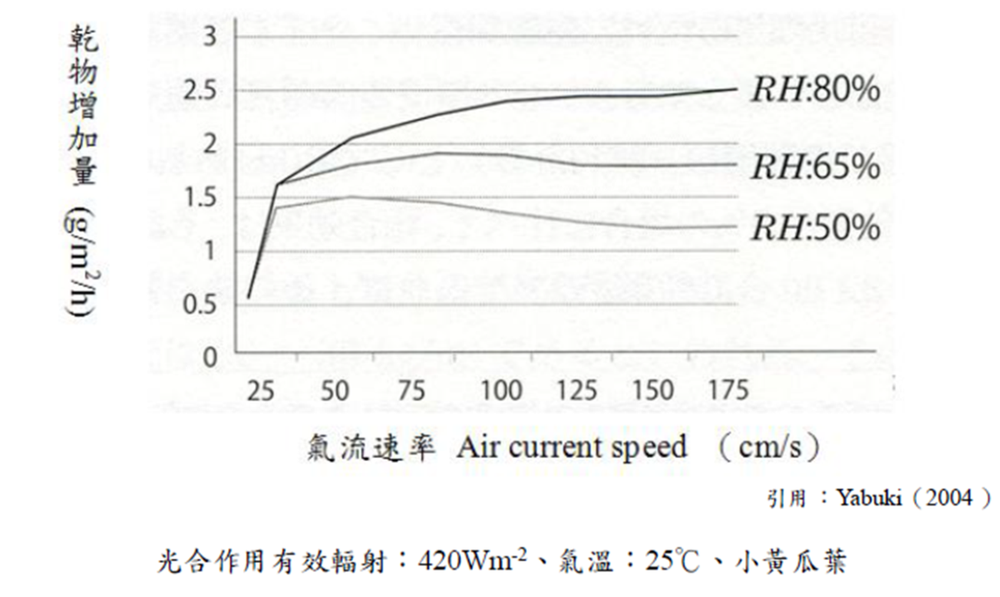 乾物增加量（g/m²/h）
3
2.5
2
1.5
1
0.5
0
RH:80%
RH:65%
RH:50%
25 50 75 100 125 150 175
氣流速率 Air current speed （cm/s）
引用：Yabuki（2004 ）
光合作用有效輻射：420Wm⁻²、氣溫：25℃、小黃瓜葉